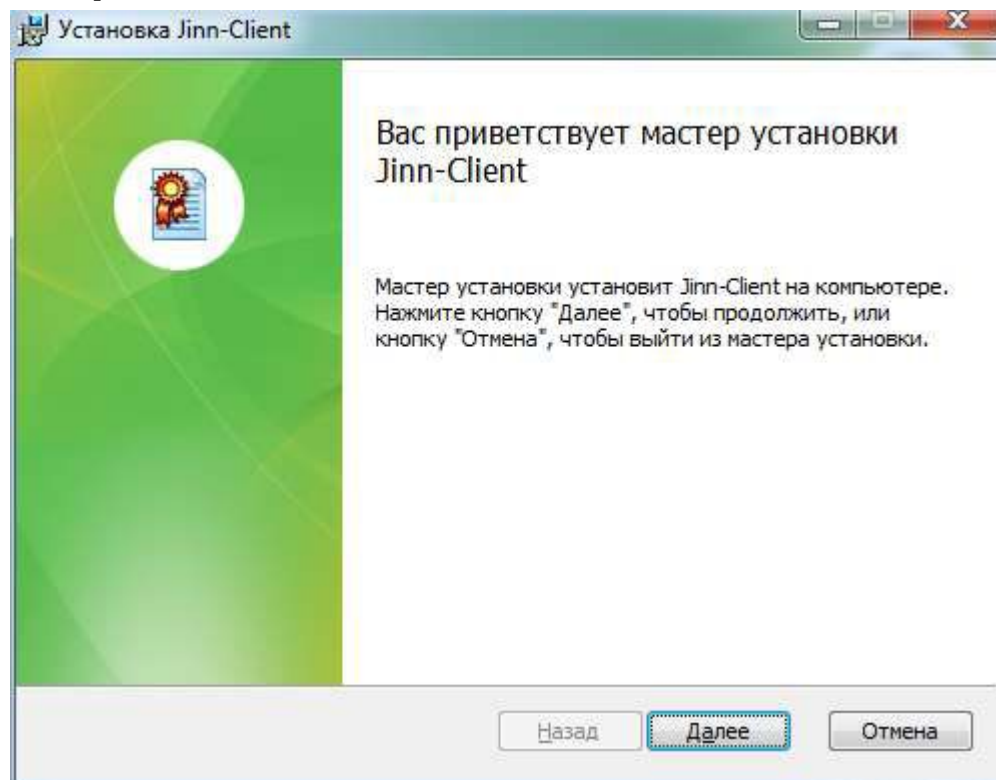 Установка Jinn-Client
Вас приветствует мастер установки
Jinn-Client
Мастер установки установит Jinn-Client на компьютере.
Нажмите кнопку "Далее", чтобы продолжить, или
кнопку "Отмена", чтобы выйти из мастера установки.
Назад Далее Отмена